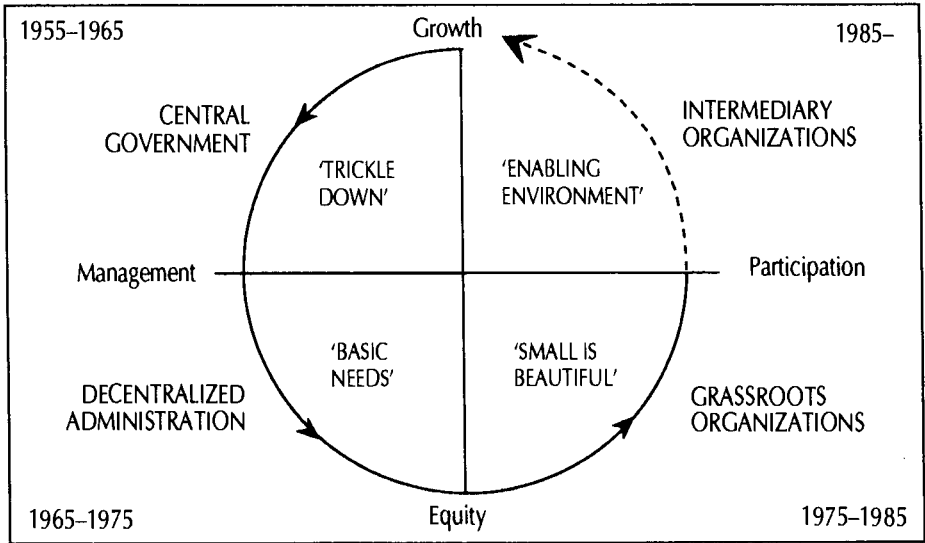 1955–1965
Growth
1985–
CENTRAL
GOVERNMENT
INTERMEDIARY
ORGANIZATIONS
'TRICKLE
DOWN'
'ENABLING
ENVIRONMENT'
Management
Participation
'BASIC
NEEDS'
'SMALL IS
BEAUTIFUL'
DECENTRALIZED
ADMINISTRATION
GRASSROOTS
ORGANIZATIONS
1965–1975
Equity
1975–1985